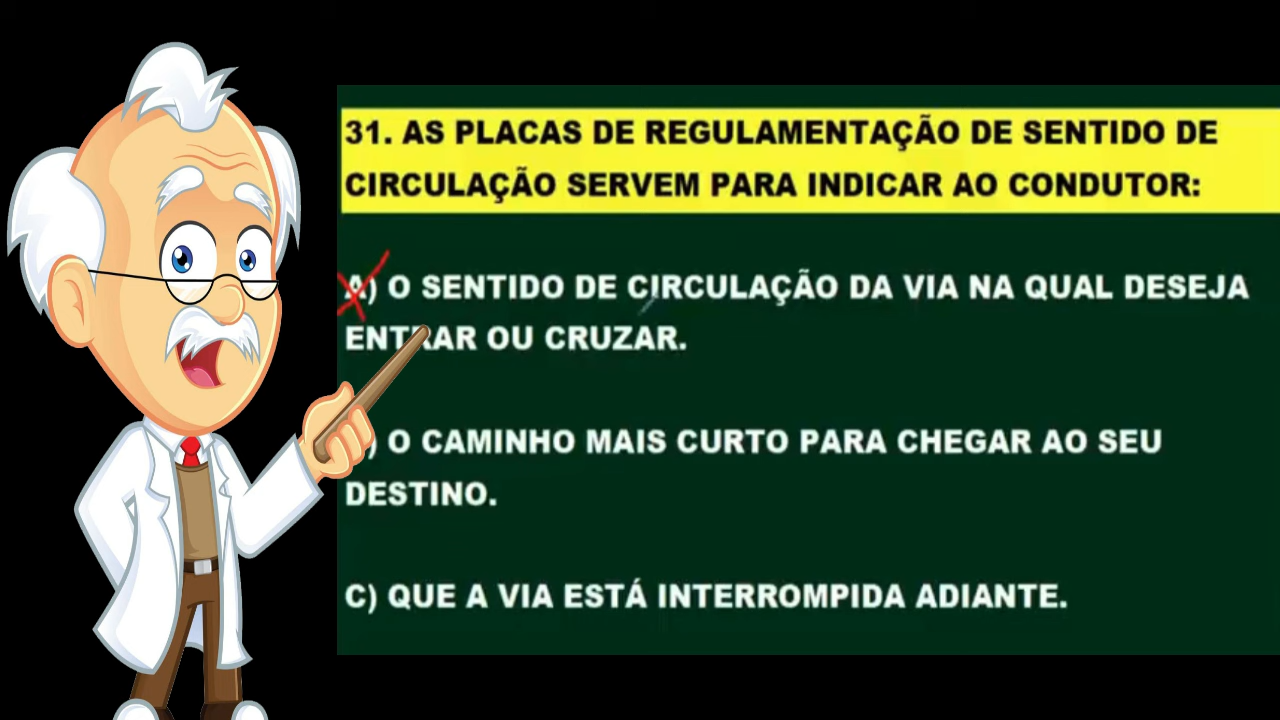 31. AS PLACAS DE REGULAMENTAÇÃO DE SENTIDO DE
CIRCULAÇÃO SERVEM PARA INDICAR AO CONDUTOR:
A) O SENTIDO DE CIRCULAÇÃO DA VIA NA QUAL DESEJA
ENTRAR OU CRUZAR.
) O CAMINHO MAIS CURTO PARA CHEGAR AO SEU
DESTINO.
C) QUE A VIA ESTÁ INTERROMPIDA ADIANTE.